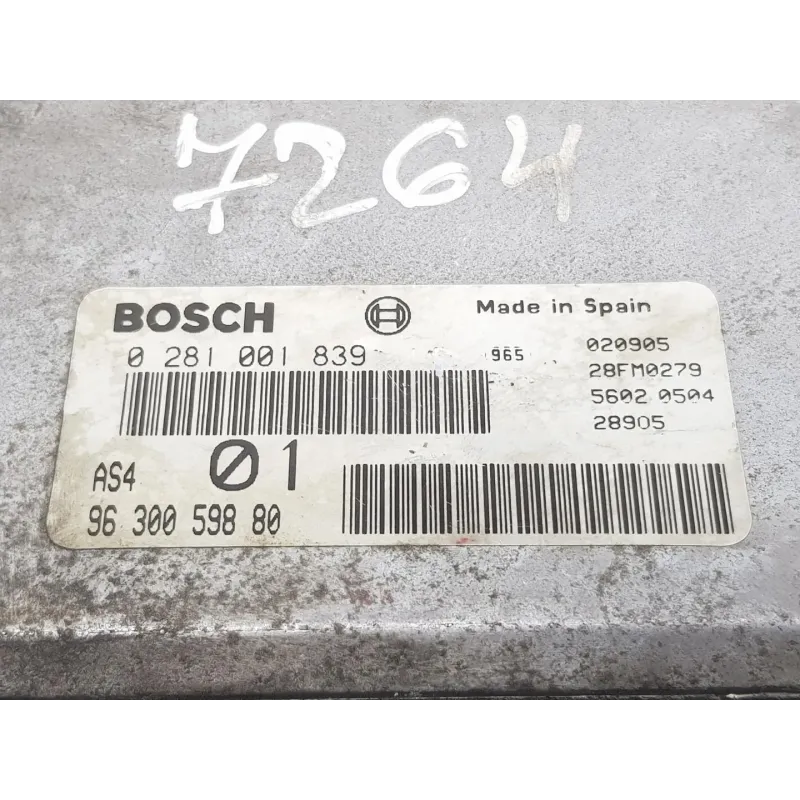 7264
BOSCH Made in Spain
0 281 001 839 965 020905
28FM0279
5602 0504
28905
Ø1
AS4
96 300 598 80